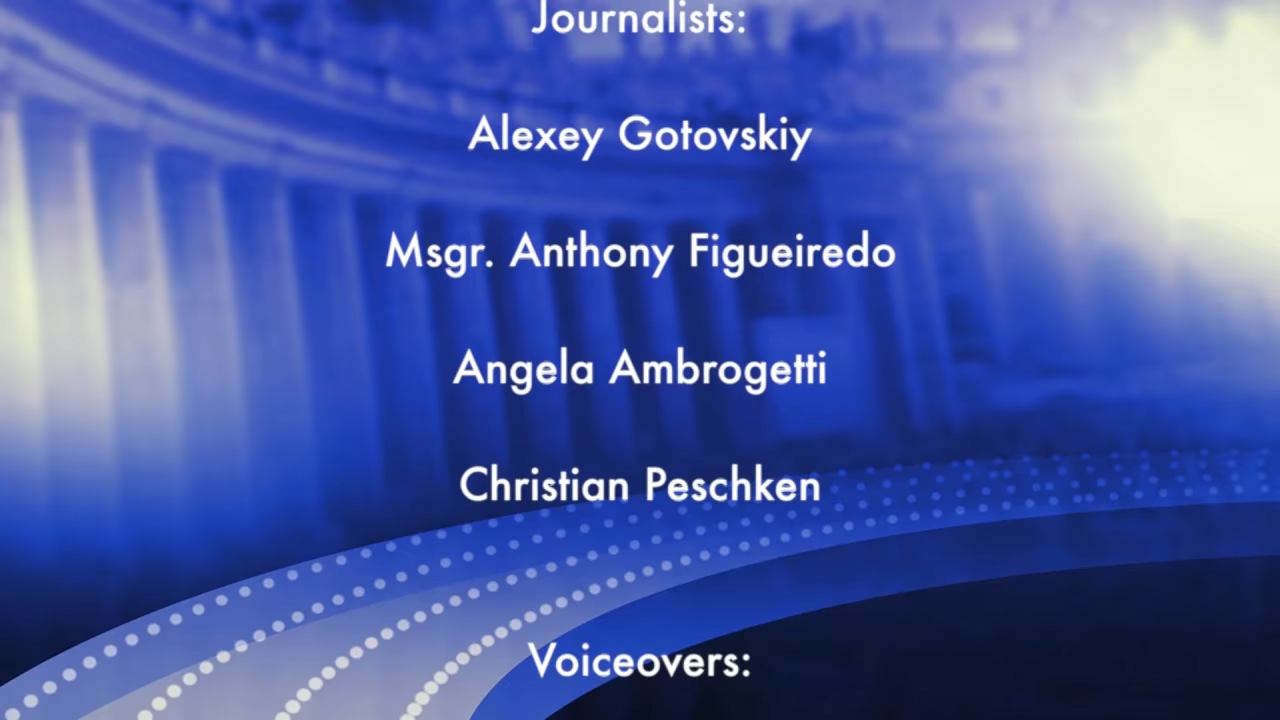 Journalists:
Alexey Gotovskiy
Msgr. Anthony Figueiredo
Angela Ambrogetti
Christian Peschken
Voiceovers: